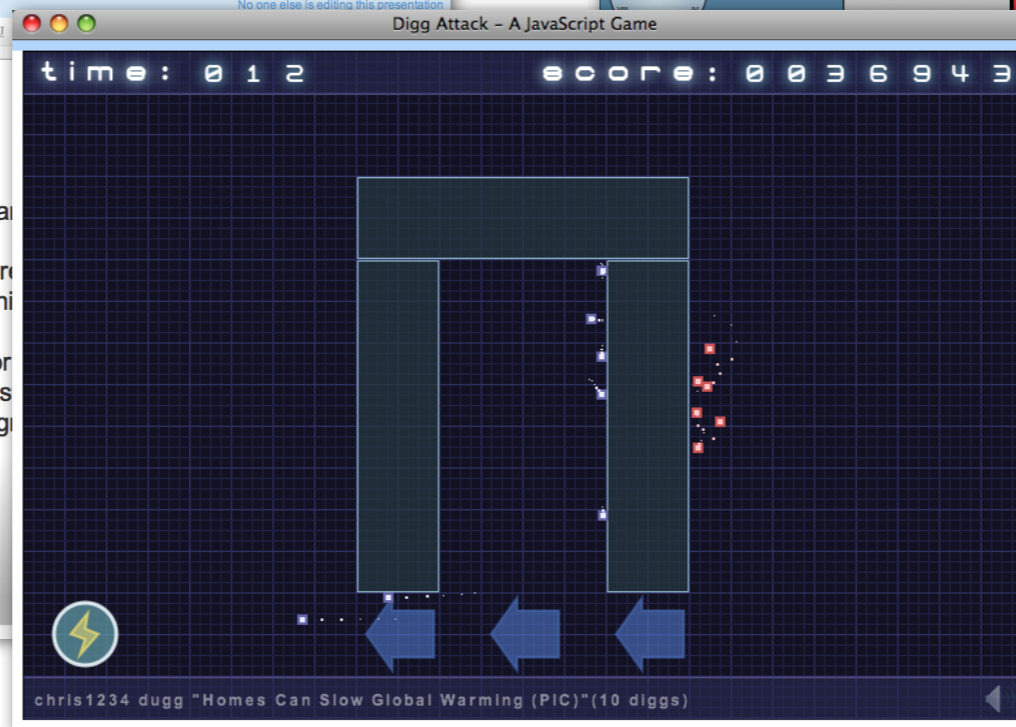 No one else is editing this presentation
Digg Attack – A JavaScript Game
time: 012 score: 0036943
chris1234 dugg "Homes Can Slow Global Warming (PIC)"(10 diggs)